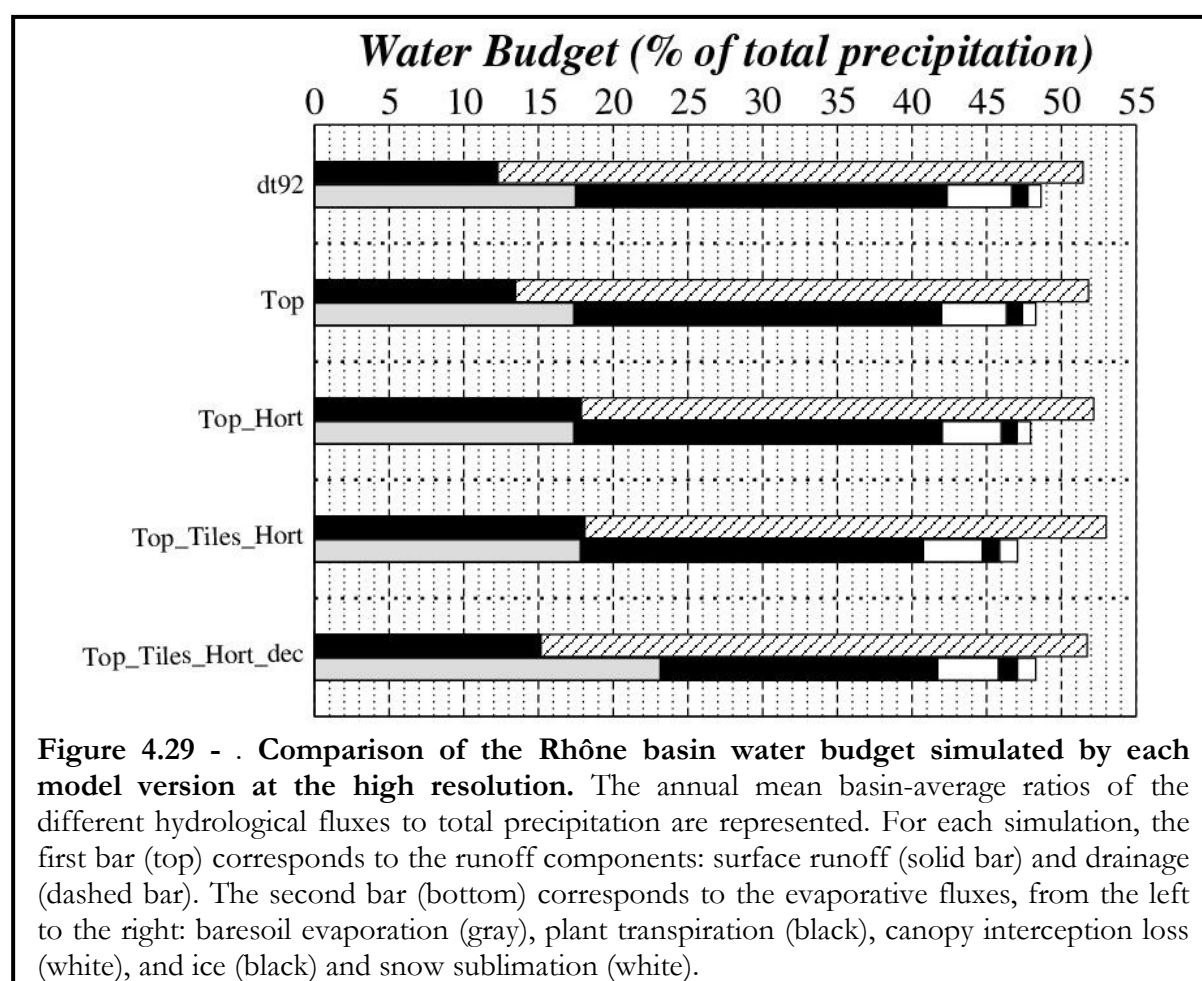 Water Budget (% of total precipitation)
0 5 10 15 20 25 30 35 40 45 50 55
dt92
Top
Top_Hort
Top_Tiles_Hort
Top_Tiles_Hort_dec
Figure 4.29 - . Comparison of the Rhône basin water budget simulated by each
model version at the high resolution. The annual mean basin-average ratios of the
different hydrological fluxes to total precipitation are represented. For each simulation, the
first bar (top) corresponds to the runoff components: surface runoff (solid bar) and drainage
(dashed bar). The second bar (bottom) corresponds to the evaporative fluxes, from the left
to the right: baresoil evaporation (gray), plant transpiration (black), canopy interception loss
(white), and ice (black) and snow sublimation (white).